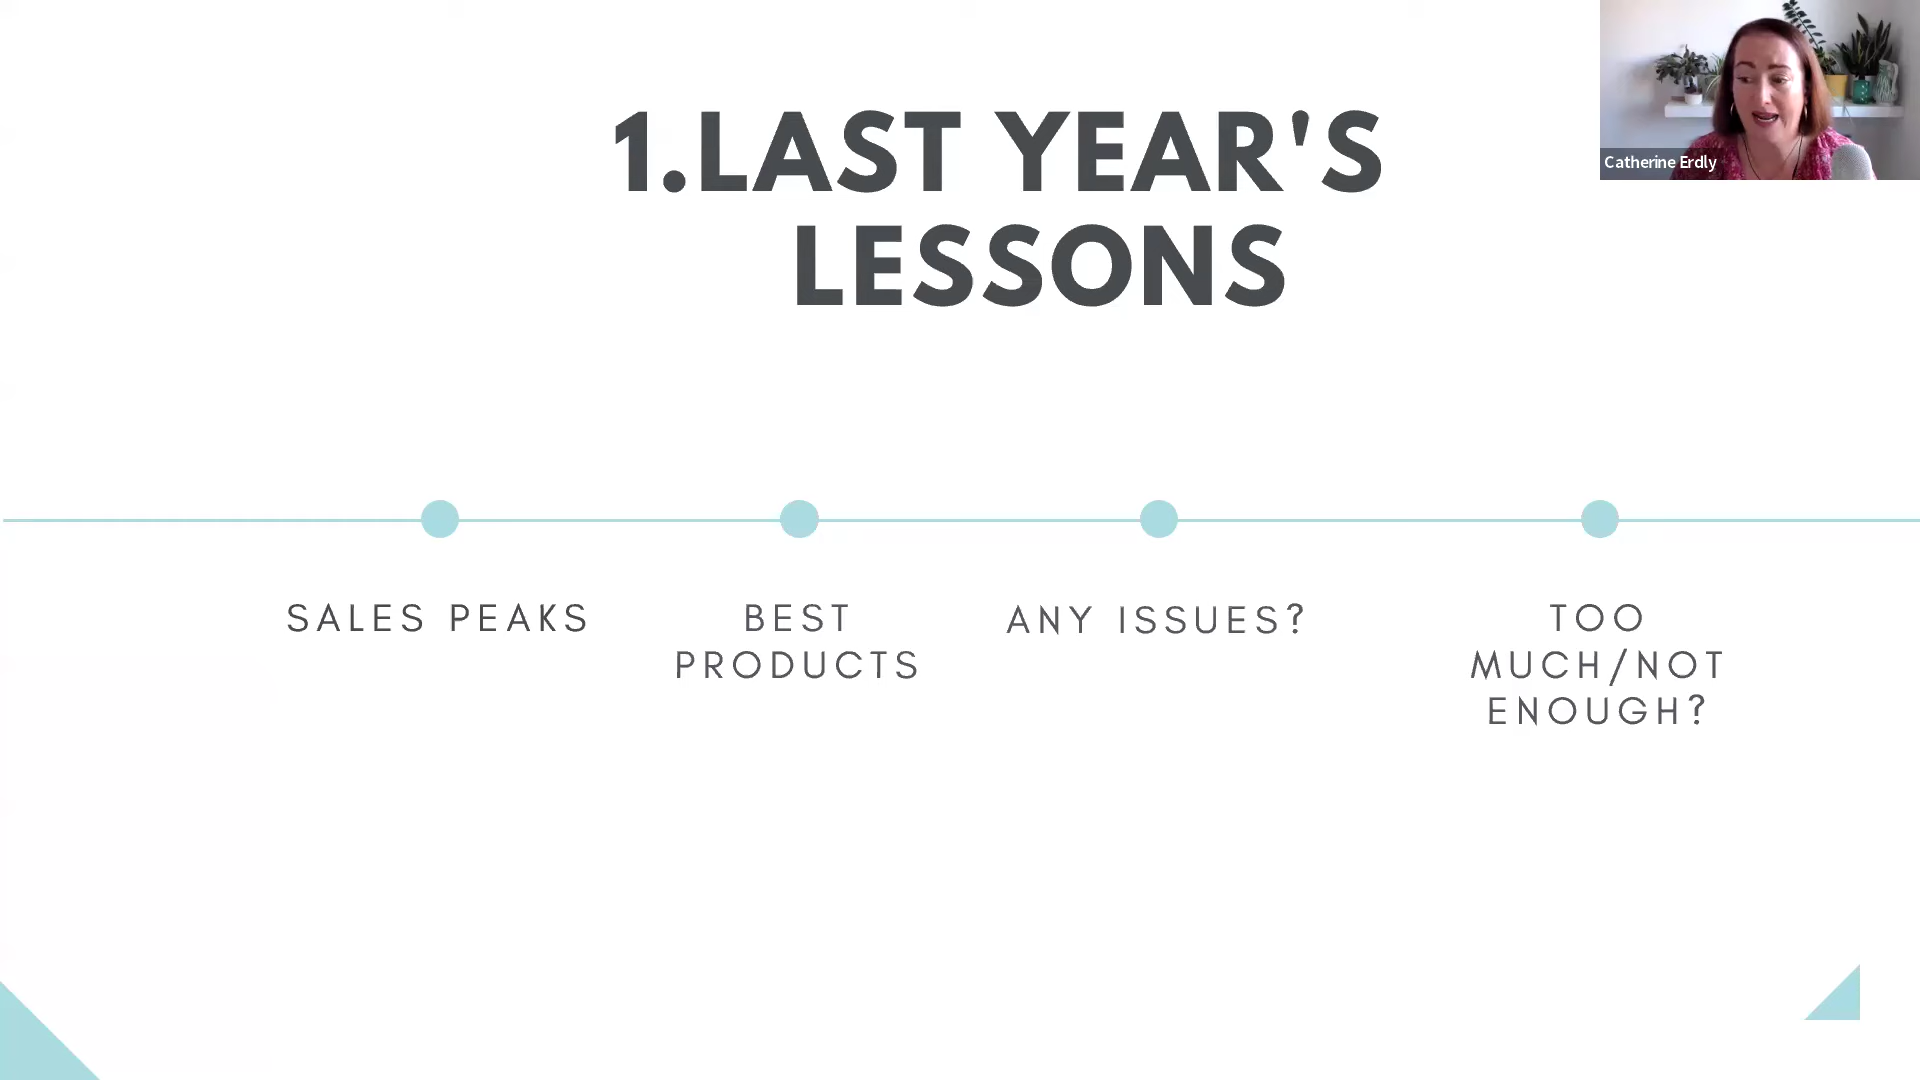 1.LAST YEAR'S
LESSONS
Catherine Erdly
SALES PEAKS
BEST
PRODUCTS
ANY ISSUES?
TOO
MUCH/NOT
ENOUGH?